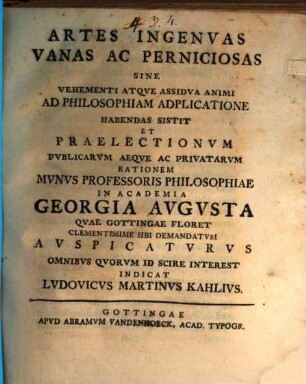 3. 4.
ARTES INGENVAS
VANAS AC PERNICIOSAS
SINE
VEHEMENTI ATQVE ASSIDVA ANIMI
AD PHILOSOPHIAM ADPLICATIONE
HABENDAS SISTIT
ET
PRAELECTIONVM
PVBLICARVM AEQVE AC PRIVATARVM
RATIONEM
MVNVS PROFESSORIS PHILOSOPHIAE
IN ACADEMIA
GEORGIA AVGVSTA
QVAE GOTTINGAE FLORET
CLEMENTISSIME SIBI DEMANDATVM
AVSPICATVRVS
OMNIBVS QVORVM ID SCIRE INTEREST
INDICAT
LVDOVICVS MARTINVS KAHLIVS.
GOTTINGAE
APVD ABRAMVM VANDENHOECK, ACAD. TYPOGR.